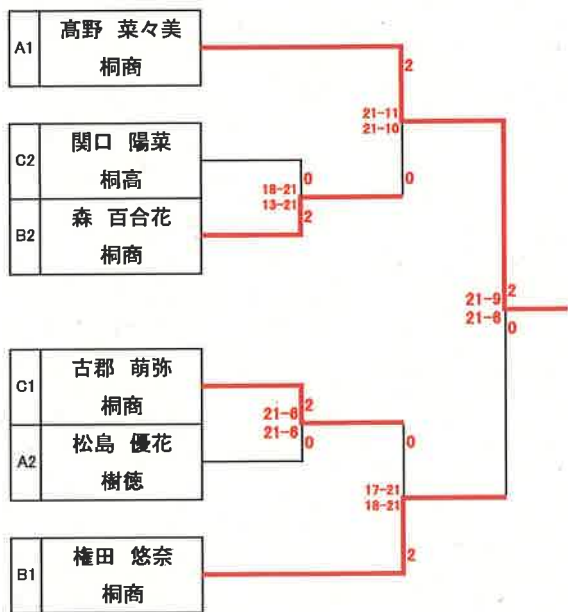 A1
髙野 菜々美
桐商
C2
関口 陽菜
桐高
B2
森 百合花
桐商
C1
古郡 萌弥
桐商
A2
松島 優花
樹徳
B1
権田 悠奈
桐商
0
18-21
13-21
2
2
21-6
21-6
0
2
21-11
21-10
0
0
17-21
18-21
2
2
21-9
21-6
0